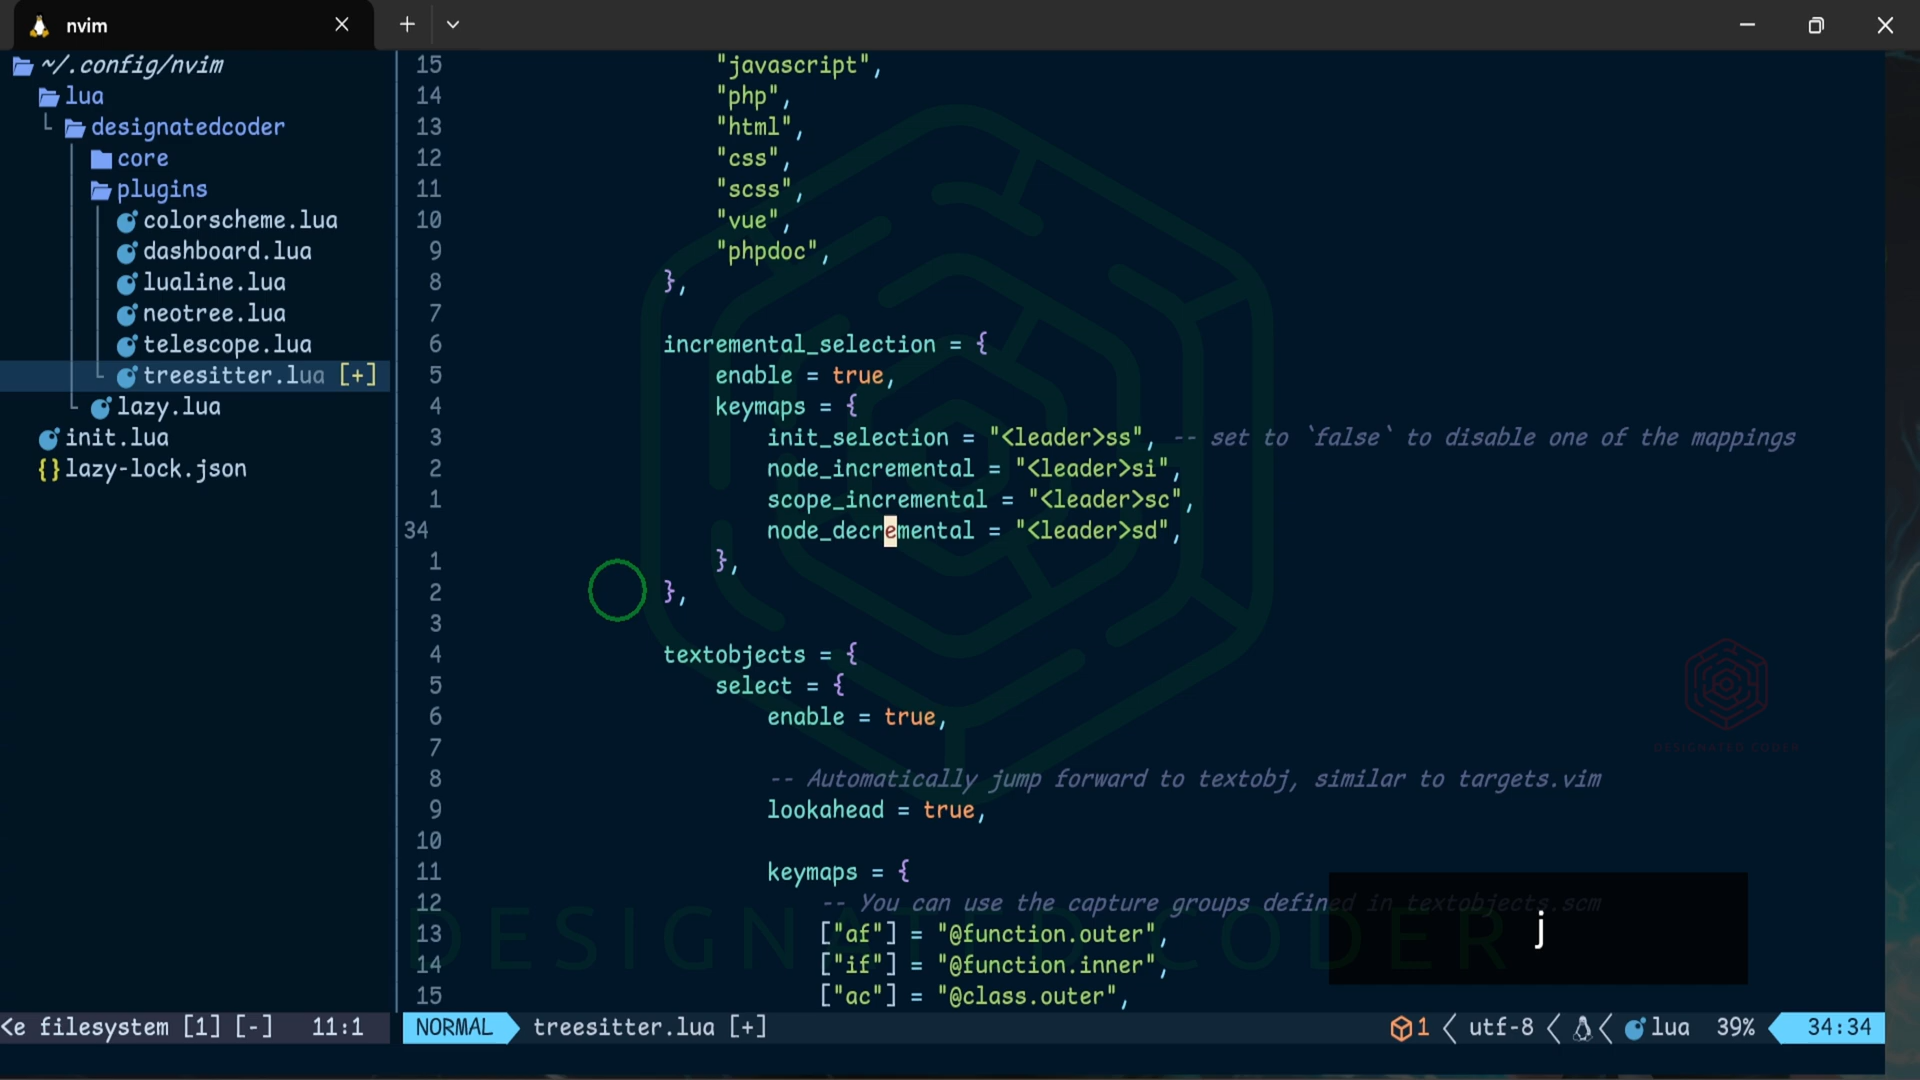 nvim
~/.config/nvim
lua
designatedcoder
core
plugins
colorscheme.lua
dashboard.lua
lualine.lua
neotree.lua
telescope.lua
treesitter.lua [+]
lazy.lua
init.lua
{} lazy-lock.json
<e filesystem [1] [-] 11:1
15 "javascript",
14 "php",
13 "html",
12 "css",
11 "scss",
10 "vue",
9 "phpdoc",
8 },
7
6 incremental_selection = {
5 enable = true,
4 keymaps = {
3 init_selection = "<leader>ss", -- set to `false` to disable one of the mappings
2 node_incremental = "<leader>si",
1 scope_incremental = "<leader>sc",
34 node_decremental = "<leader>sd",
1 },
2 },
3
4 textobjects = {
5 select = {
6 enable = true,
7
8 -- Automatically jump forward to textobj, similar to targets.vim
9 lookahead = true,
10
11 keymaps = {
12 -- You can use the capture groups defined in textobjects.scm
13 ["af"] = "@function.outer",
14 ["if"] = "@function.inner",
15 ["ac"] = "@class.outer",
DESIGNATED CODER
DESIGNATED CODER
j
NORMAL treesitter.lua [+] 1 utf-8 lua 39% 34:34